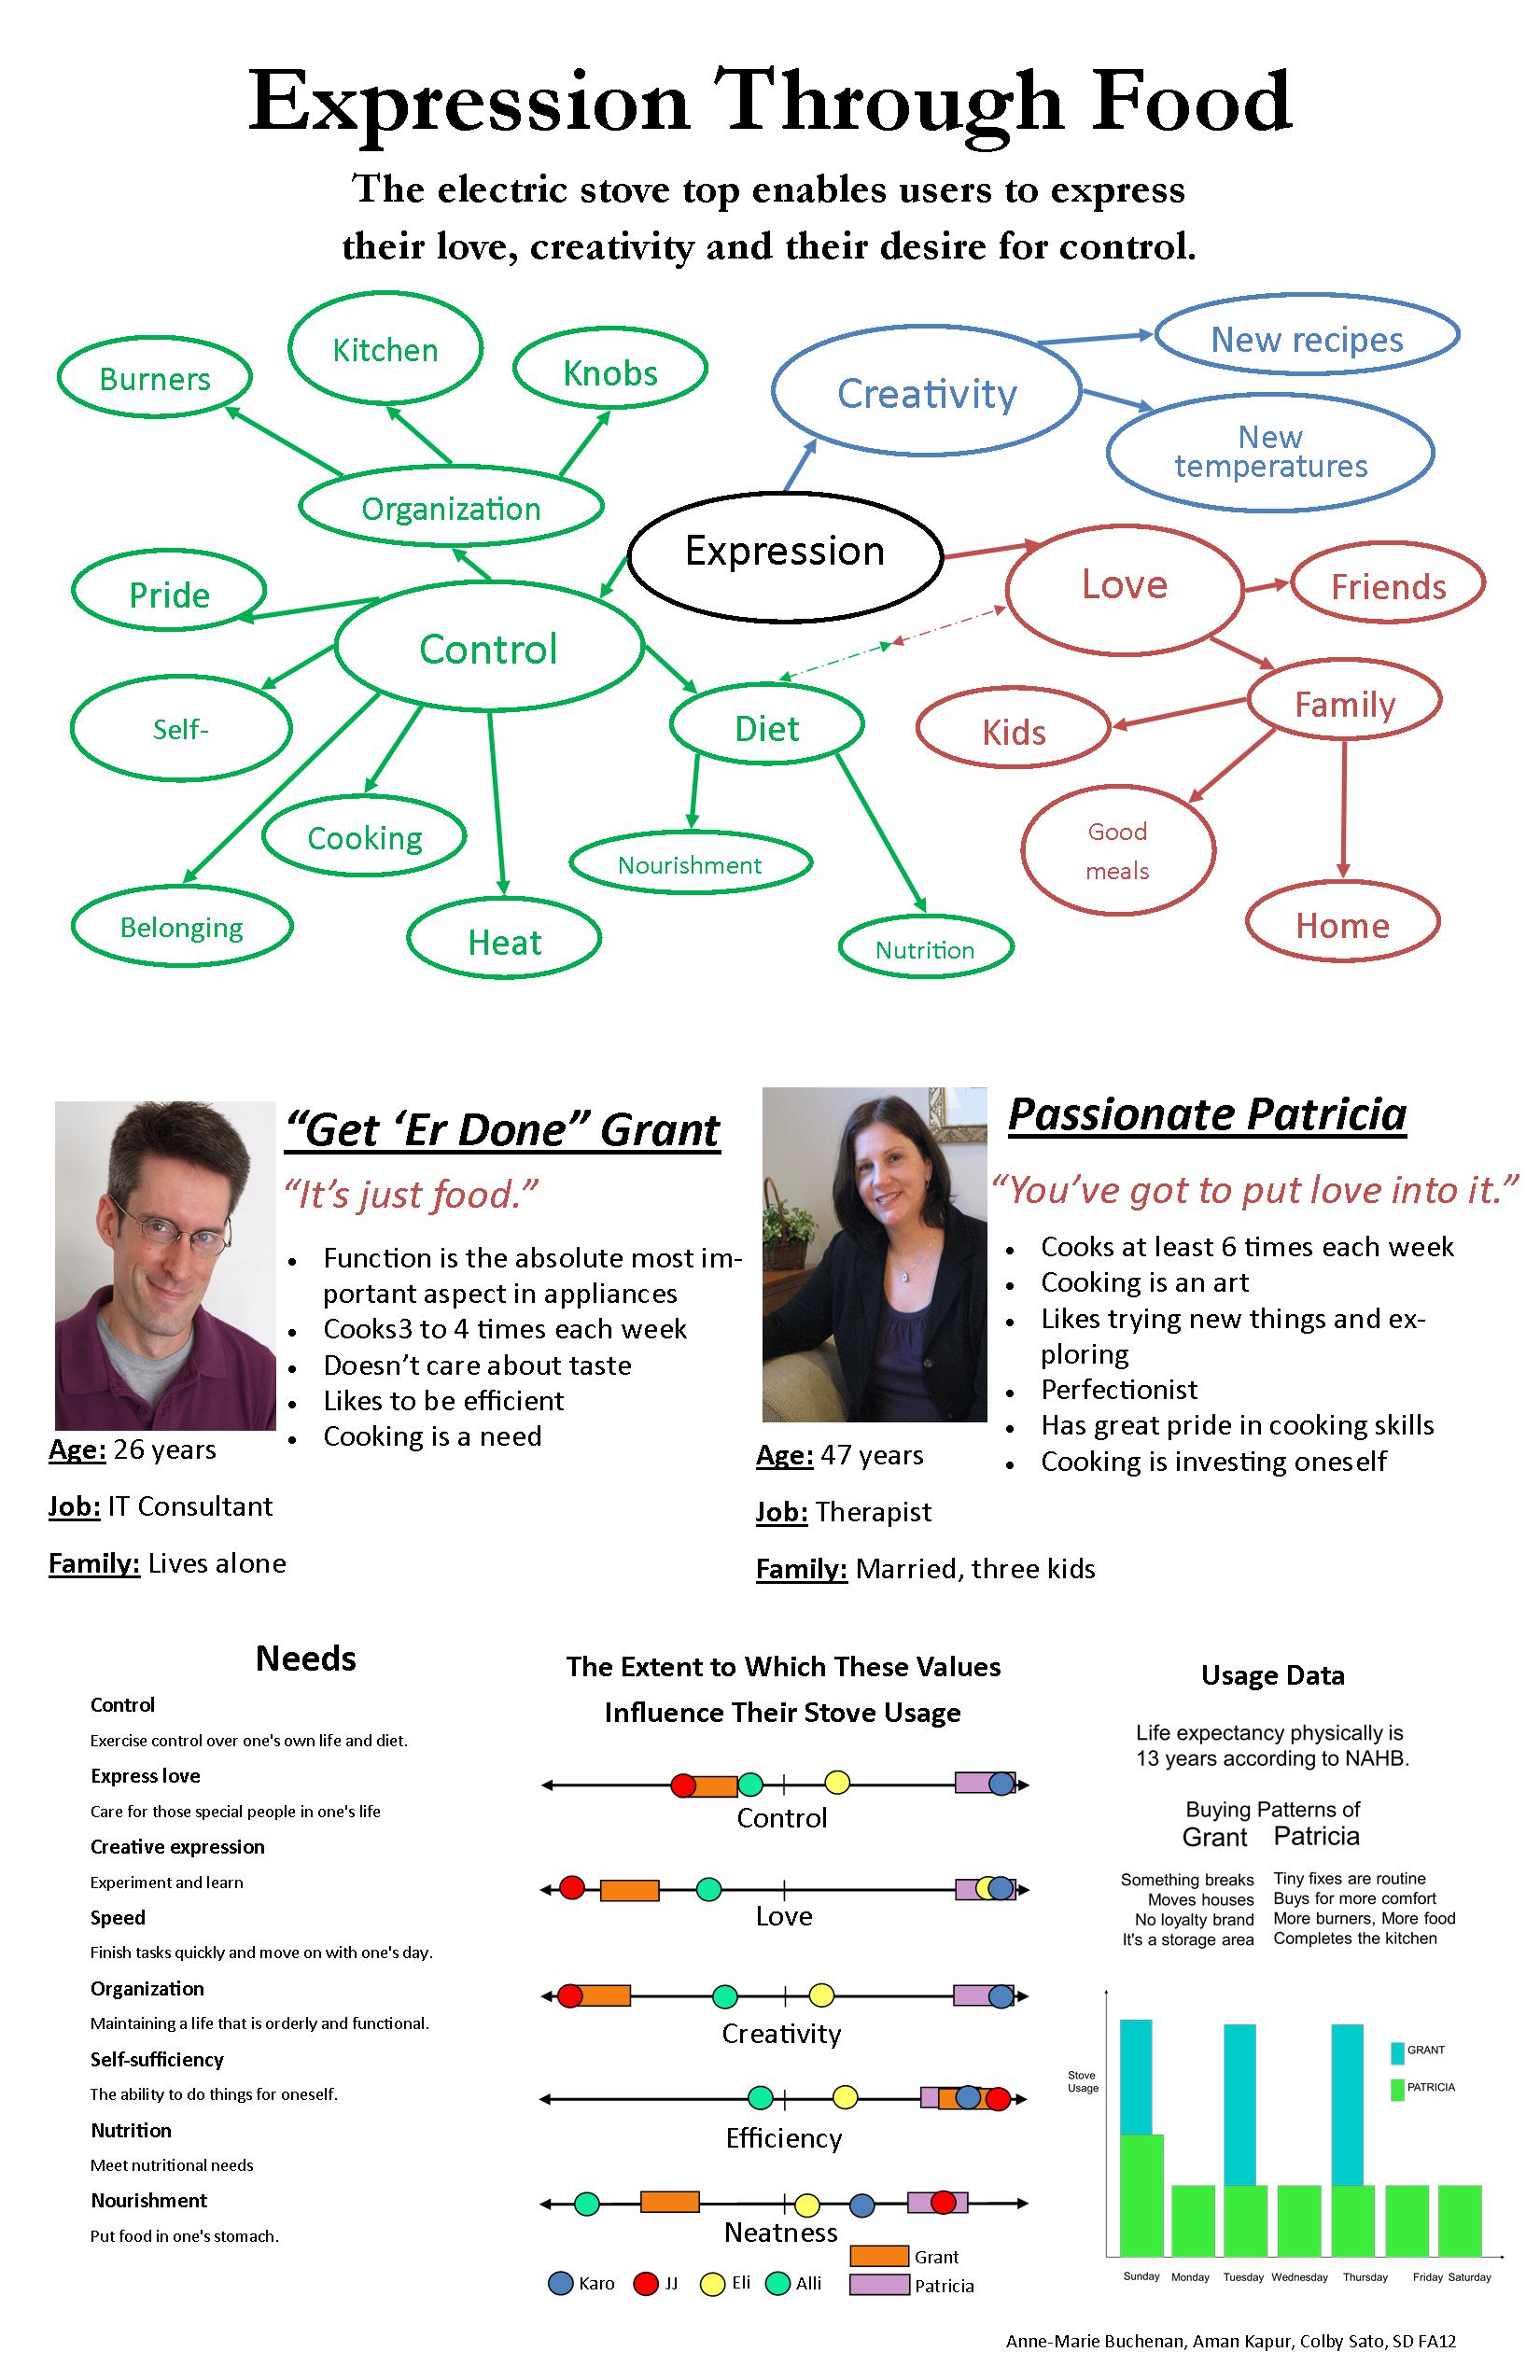 Expression Through Food
The electric stove top enables users to express
their love, creativity and their desire for control.
Burners
Kitchen
Knobs
Organization
Pride
Control
Self-
Cooking
Belonging
Heat
Diet
Nourishment
Nutrition
Expression
Creativity
New recipes
New
temperatures
Love
Friends
Family
Kids
Good
meals
Home
“Get ‘Er Done” Grant
“It’s just food.”
• Function is the absolute most im-
portant aspect in appliances
• Cooks3 to 4 times each week
• Doesn’t care about taste
• Likes to be efficient
• Cooking is a need
Age: 26 years
Job: IT Consultant
Family: Lives alone
Passionate Patricia
“You’ve got to put love into it.”
• Cooks at least 6 times each week
• Cooking is an art
• Likes trying new things and ex-
ploring
• Perfectionist
• Has great pride in cooking skills
• Cooking is investing oneself
Age: 47 years
Job: Therapist
Family: Married, three kids
Needs
Control
Exercise control over one's own life and diet.
Express love
Care for those special people in one's life
Creative expression
Experiment and learn
Speed
Finish tasks quickly and move on with one's day.
Organization
Maintaining a life that is orderly and functional.
Self-sufficiency
The ability to do things for oneself.
Nutrition
Meet nutritional needs
Nourishment
Put food in one's stomach.
The Extent to Which These Values
Influence Their Stove Usage
Control
Love
Creativity
Efficiency
Neatness
Karo JJ Eli Alli
Grant
Patricia
Usage Data
Life expectancy physically is
13 years according to NAHB.
Buying Patterns of
Grant Patricia
Something breaks Tiny fixes are routine
Moves houses Buys for more comfort
No loyalty brand More burners, More food
It's a storage area Completes the kitchen
Stove
Usage
GRANT
PATRICIA
Sunday Monday Tuesday Wednesday Thursday Friday Saturday
Anne-Marie Buchenan, Aman Kapur, Colby Sato, SD FA12